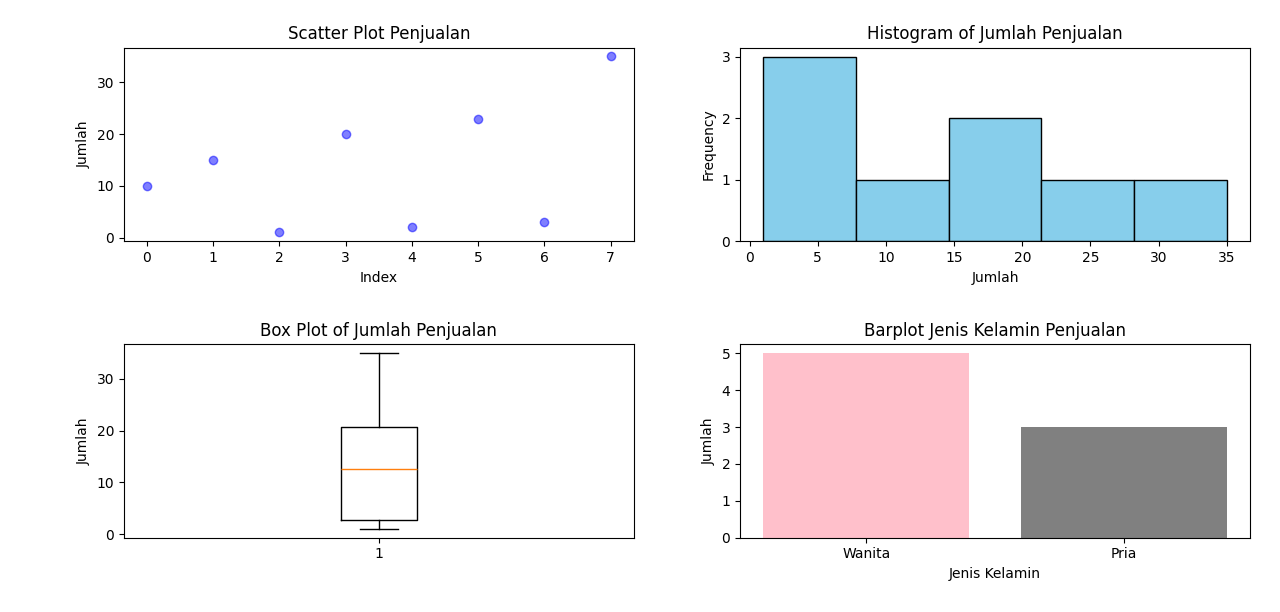 Scatter Plot Penjualan
Jumlah
30
20
10
0
0 1 2 3 4 5 6 7
Index
Histogram of Jumlah Penjualan
Frequency
3
2
1
0
0 5 10 15 20 25 30 35
Jumlah
Box Plot of Jumlah Penjualan
Jumlah
30
20
10
0
1
Barplot Jenis Kelamin Penjualan
Jumlah
5
4
3
2
1
0
Wanita Pria
Jenis Kelamin